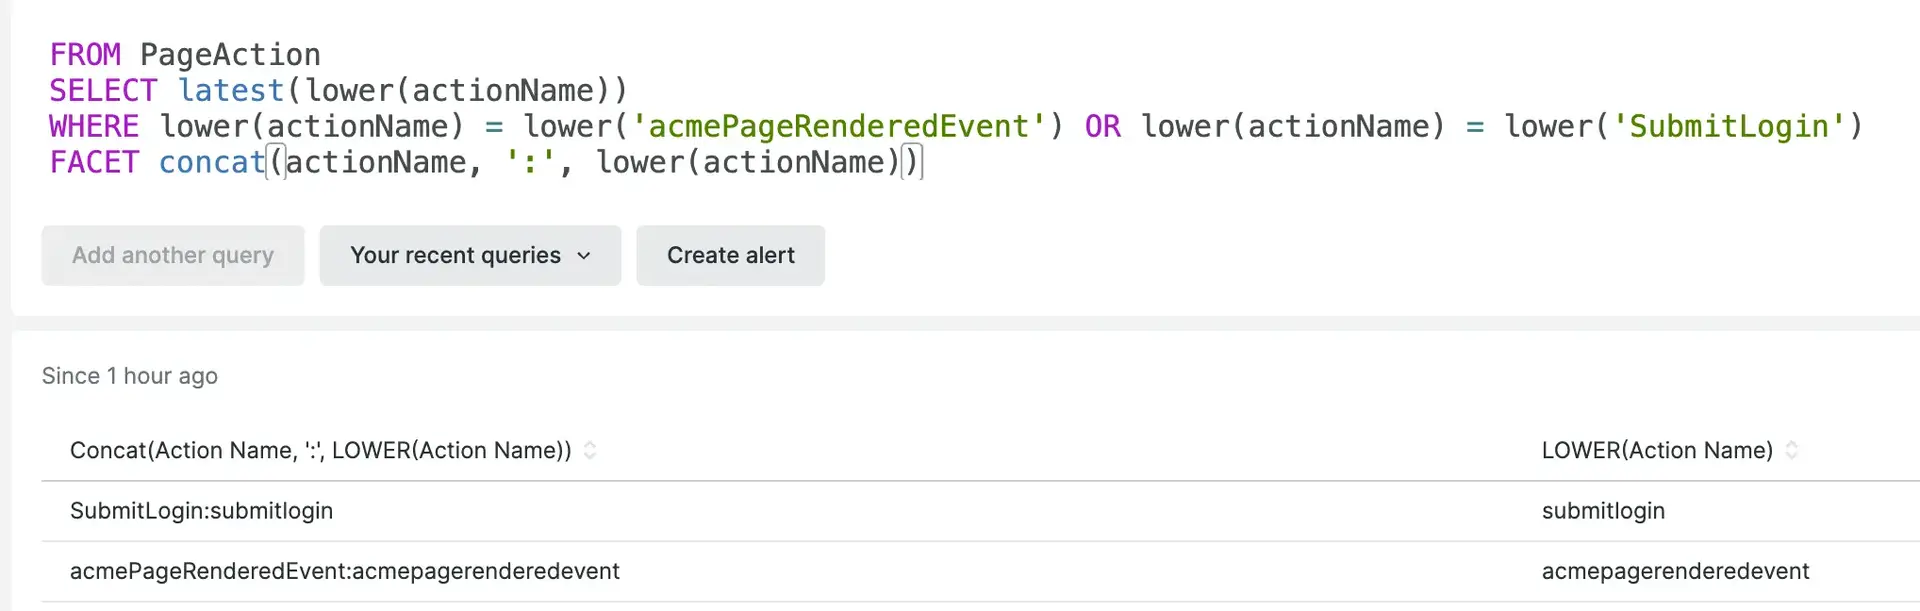 FROM PageAction
SELECT latest(lower(actionName))
WHERE lower(actionName) = lower('acmePageRenderedEvent') OR lower(actionName) = lower('SubmitLogin')
FACET concat(actionName, ':', lower(actionName))
Add another query Your recent queries Create alert
Since 1 hour ago
Concat(Action Name, ':', LOWER(Action Name)) LOWER(Action Name)
SubmitLogin:submitlogin submitlogin
acmePageRenderedEvent:acmepagerenderedevent acmepagerenderedevent